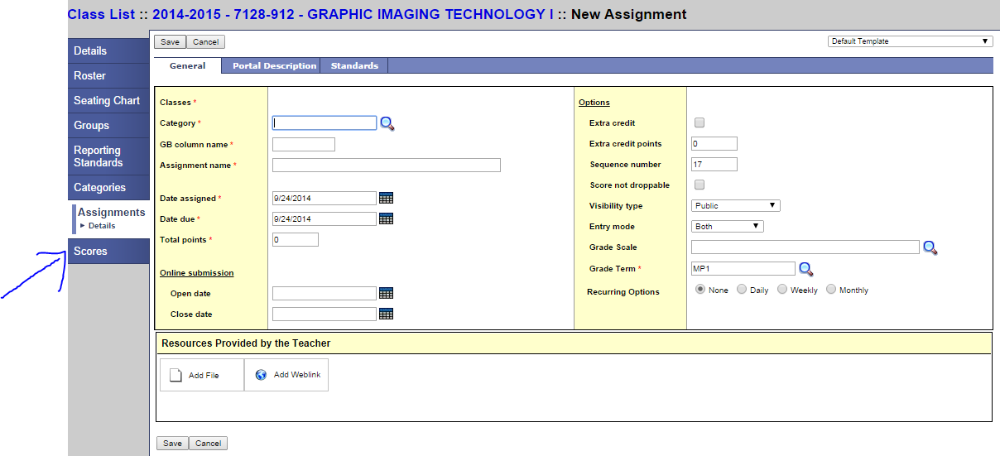 Class List :: 2014-2015 - 7128-912 - GRAPHIC IMAGING TECHNOLOGY I :: New Assignment
Details
Roster
Seating Chart
Groups
Reporting
Standards
Categories
Assignments
Details
Scores
Save Cancel Default Template
General Portal Description Standards
Classes *
Category *
GB column name *
Assignment name *
Date assigned * 9/24/2014
Date due * 9/24/2014
Total points * 0
Online submission
Open date
Close date
Options
Extra credit
Extra credit points 0
Sequence number 17
Score not droppable
Visibility type Public
Entry mode Both
Grade Scale
Grade Term * MP1
Recurring Options None Daily Weekly Monthly
Resources Provided by the Teacher
Add File Add Weblink
Save Cancel